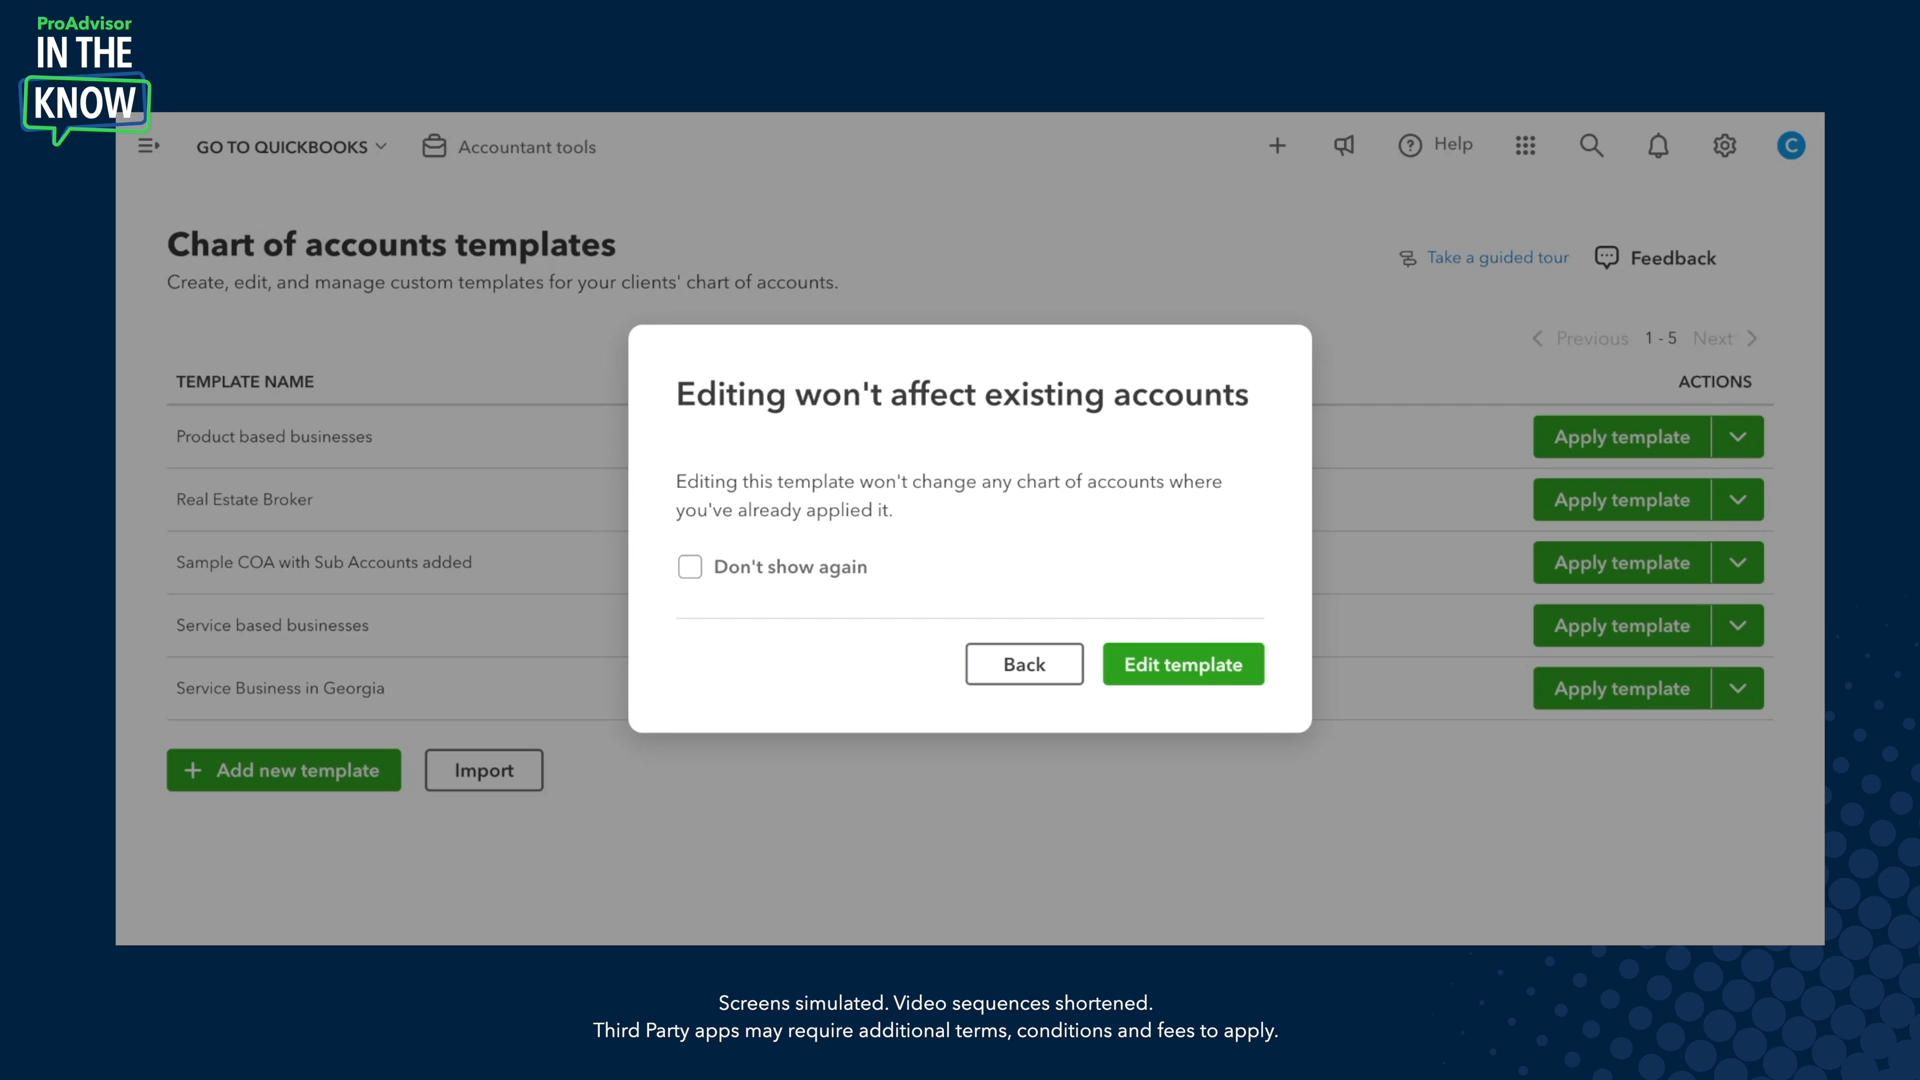 ProAdvisor
IN THE
KNOW
GO TO QUICKBOOKS
Accountant tools
Help
C
Chart of accounts templates
Create, edit, and manage custom templates for your clients' chart of accounts.
Take a guided tour
Feedback
Previous 1 - 5 Next
TEMPLATE NAME
ACTIONS
Product based businesses
Apply template
Real Estate Broker
Apply template
Sample COA with Sub Accounts added
Apply template
Service based businesses
Apply template
Service Business in Georgia
Apply template
+ Add new template
Import
Editing won't affect existing accounts
Editing this template won't change any chart of accounts where
you've already applied it.
Don't show again
Back
Edit template
Screens simulated. Video sequences shortened.
Third Party apps may require additional terms, conditions and fees to apply.